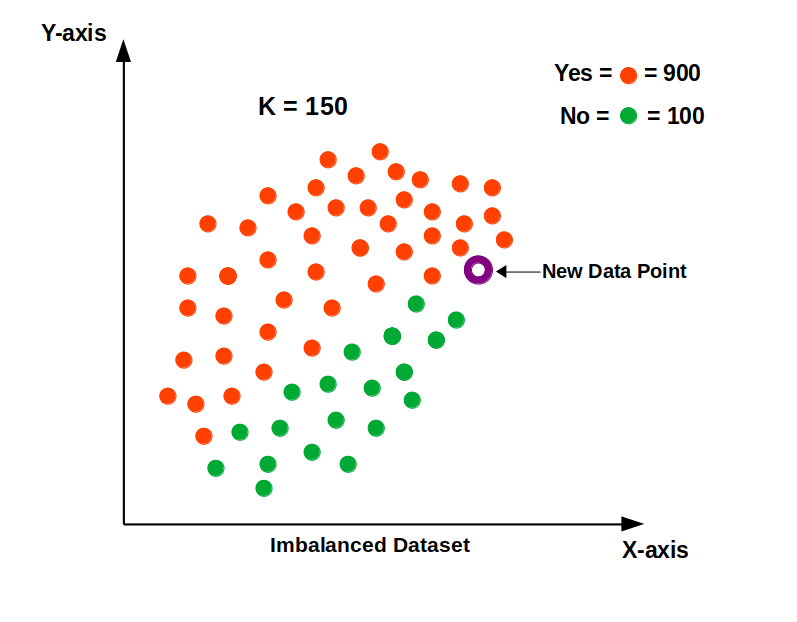 Y-axis
Yes = = 900
K = 150
No = = 100
New Data Point
Imbalanced Dataset
X-axis